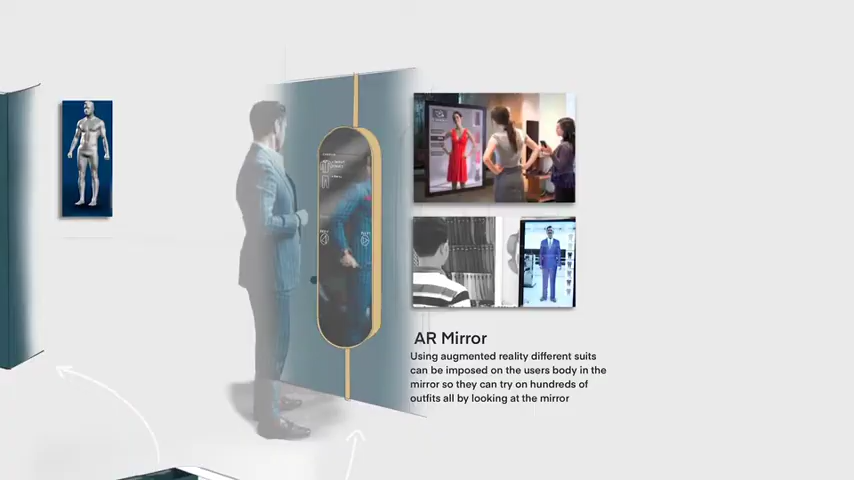 AR Mirror
Using augmented reality different suits
can be imposed on the users body in the
mirror so they can try on hundreds of
outfits all by looking at the mirror